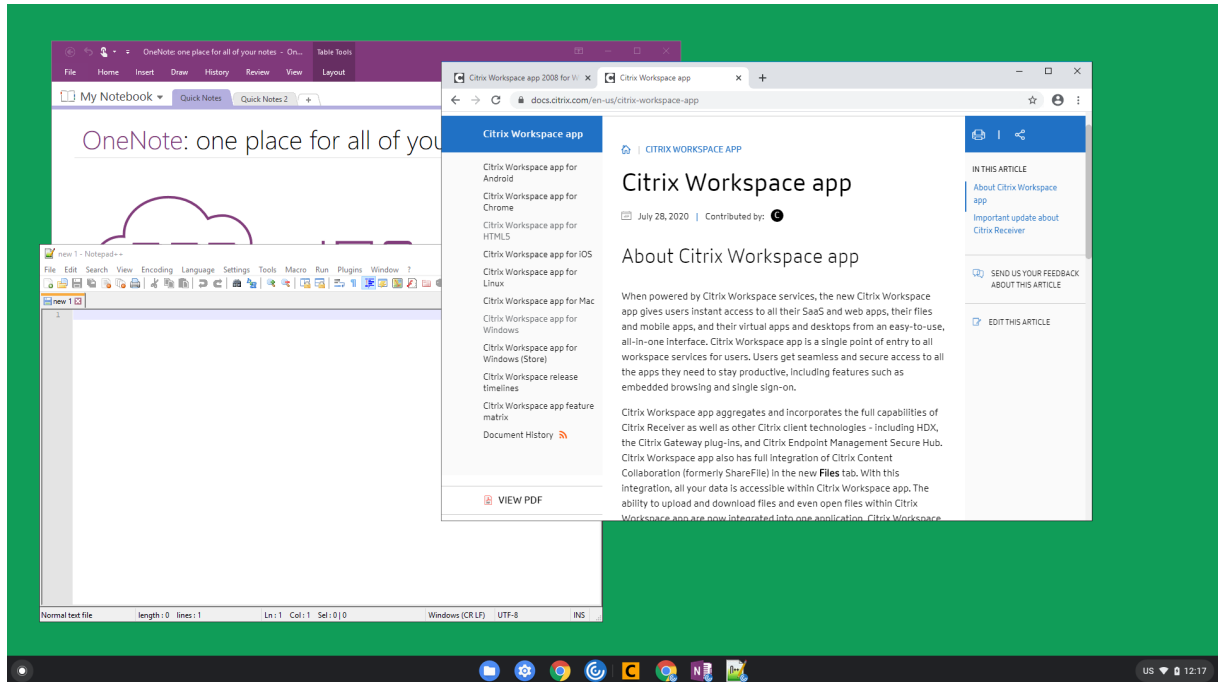 OneNote: one place for all of your notes - On...
Table Tools
File Home Insert Draw History Review View Layout
My Notebook
Quick Notes
Quick Notes 2
+
OneNote: one place for all of you
new 1 - Notepad++
File Edit Search View Encoding Language Settings Tools Macro Run Plugins Window ?
new 1
1
Normal text file
length : 0 lines : 1
Ln : 1 Col : 1 Sel : 0 | 0
Windows (CR LF)
UTF-8
INS
Citrix Workspace app 2008 for W
Citrix Workspace app
docs.citrix.com/en-us/citrix-workspace-app
Citrix Workspace app
Citrix Workspace app for
Android
Citrix Workspace app for
Chrome
Citrix Workspace app for
HTML5
Citrix Workspace app for iOS
Citrix Workspace app for
Linux
Citrix Workspace app for Mac
Citrix Workspace app for
Windows
Citrix Workspace app for
Windows (Store)
Citrix Workspace release
timelines
Citrix Workspace app feature
matrix
Document History
VIEW PDF
| CITRIX WORKSPACE APP
Citrix Workspace app
July 28, 2020 | Contributed by: C
About Citrix Workspace app
When powered by Citrix Workspace services, the new Citrix Workspace
app gives users instant access to all their SaaS and web apps, their files
and mobile apps, and their virtual apps and desktops from an easy-to-use,
all-in-one interface. Citrix Workspace app is a single point of entry to all
workspace services for users. Users get seamless and secure access to all
the apps they need to stay productive, including features such as
embedded browsing and single sign-on.
Citrix Workspace app aggregates and incorporates the full capabilities of
Citrix Receiver as well as other Citrix client technologies - including HDX,
the Citrix Gateway plug-ins, and Citrix Endpoint Management Secure Hub.
Citrix Workspace app also has full integration of Citrix Content
Collaboration (formerly ShareFile) in the new Files tab. With this
integration, all your data is accessible within Citrix Workspace app. The
ability to upload and download files and even open files within Citrix
Workspace app are now integrated into one application. Citrix Workspace
IN THIS ARTICLE
About Citrix Workspace
app
Important update about
Citrix Receiver
SEND US YOUR FEEDBACK
ABOUT THIS ARTICLE
EDIT THIS ARTICLE
US 12:17